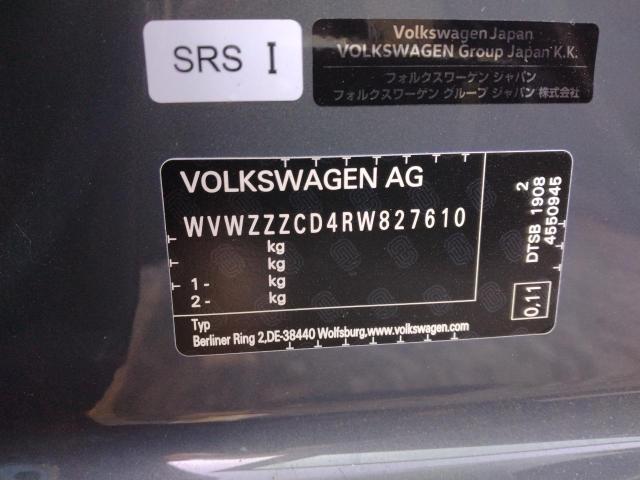 SRS I
Volkswagen Japan
VOLKSWAGEN Group Japan K.K.
フォルクスワーゲン ジャパン
フォルクスワーゲン グループ ジャパン 株式会社
VOLKSWAGEN AG
WVWZZZCD4RW827610
kg
kg
1 - kg
2 - kg
Typ
Berliner Ring 2,DE-38440 Wolfsburg,www.volkswagen.com
2
DTSB 1908
4550945
0,11